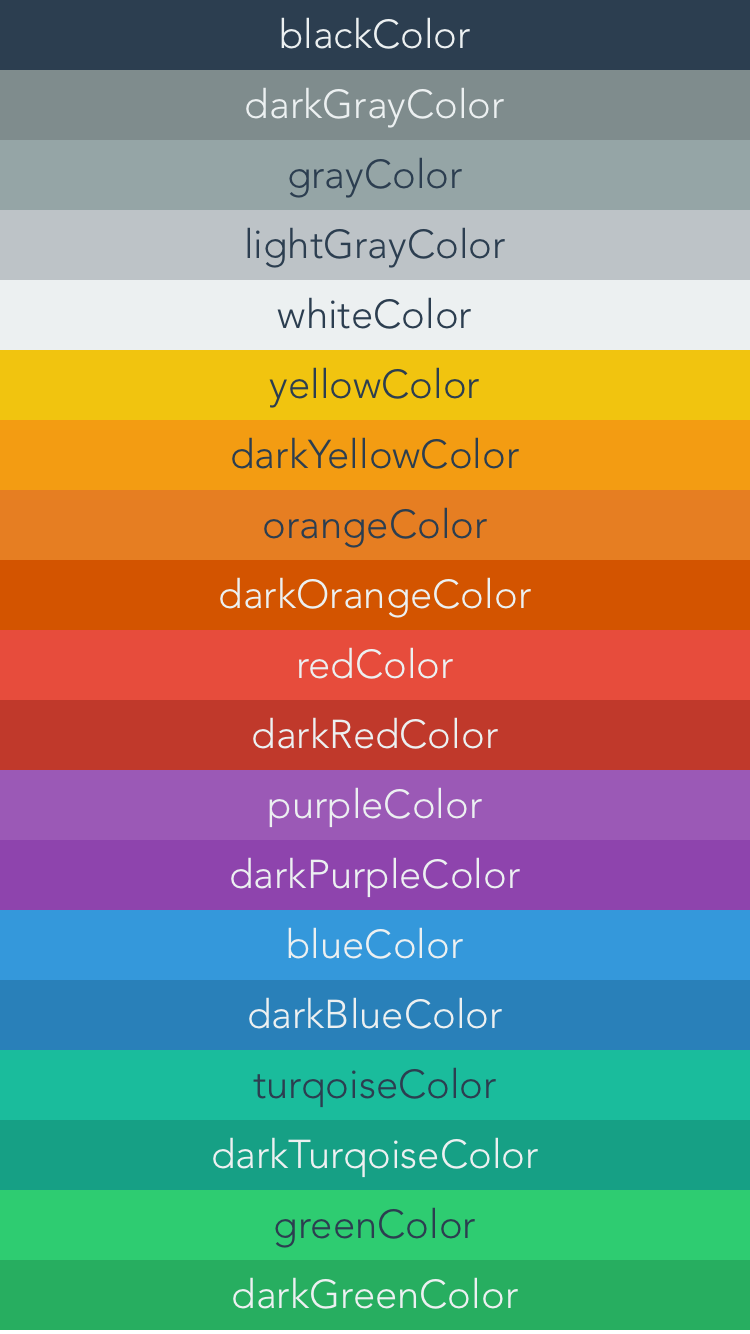 blackColor
darkGrayColor
grayColor
lightGrayColor
whiteColor
yellowColor
darkYellowColor
orangeColor
darkOrangeColor
redColor
darkRedColor
purpleColor
darkPurpleColor
blueColor
darkBlueColor
turqoiseColor
darkTurqoiseColor
greenColor
darkGreenColor